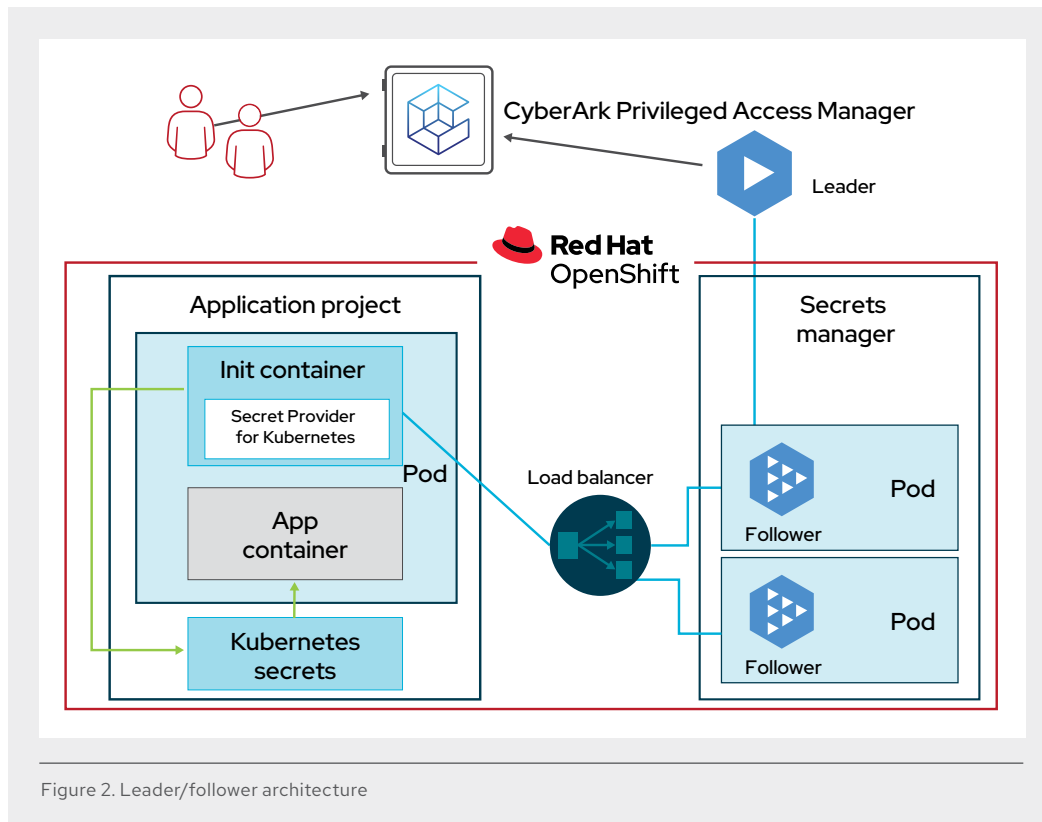 CyberArk Privileged Access Manager
Leader
Red Hat
OpenShift
Application project
Init container
Secret Provider
for Kubernetes
Pod
App
container
Kubernetes
secrets
Load balancer
Secrets
manager
Pod
Follower
Pod
Follower
Figure 2. Leader/follower architecture